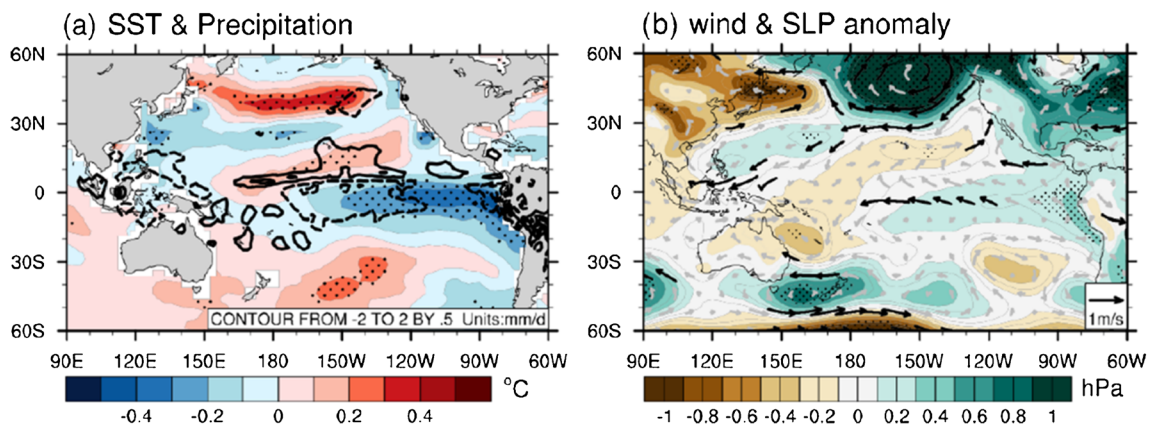 (a) SST & Precipitation
60N
30N
0
30S
60S
CONTOUR FROM -2 TO 2 BY .5 Units:mm/d
90E 120E 150E 180 150W 120W 90W 60W
-0.4 -0.2 0 0.2 0.4
°C
(b) wind & SLP anomaly
60N
30N
0
30S
60S
1m/s
90E 120E 150E 180 150W 120W 90W 60W
-1 -0.8 -0.6 -0.4 -0.2 0 0.2 0.4 0.6 0.8 1
hPa